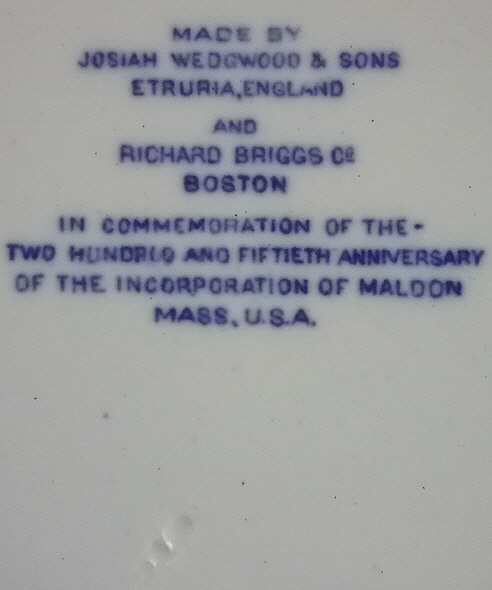 MADE BY
JOSIAH WEDGWOOD & SONS
ETRURIA, ENGLAND
AND
RICHARD BRIGGS Co
BOSTON
IN COMMEMORATION OF THE-
TWO HUNDRED AND FIFTIETH ANNIVERSARY
OF THE INCORPORATION OF MALDON
MASS. U.S.A.